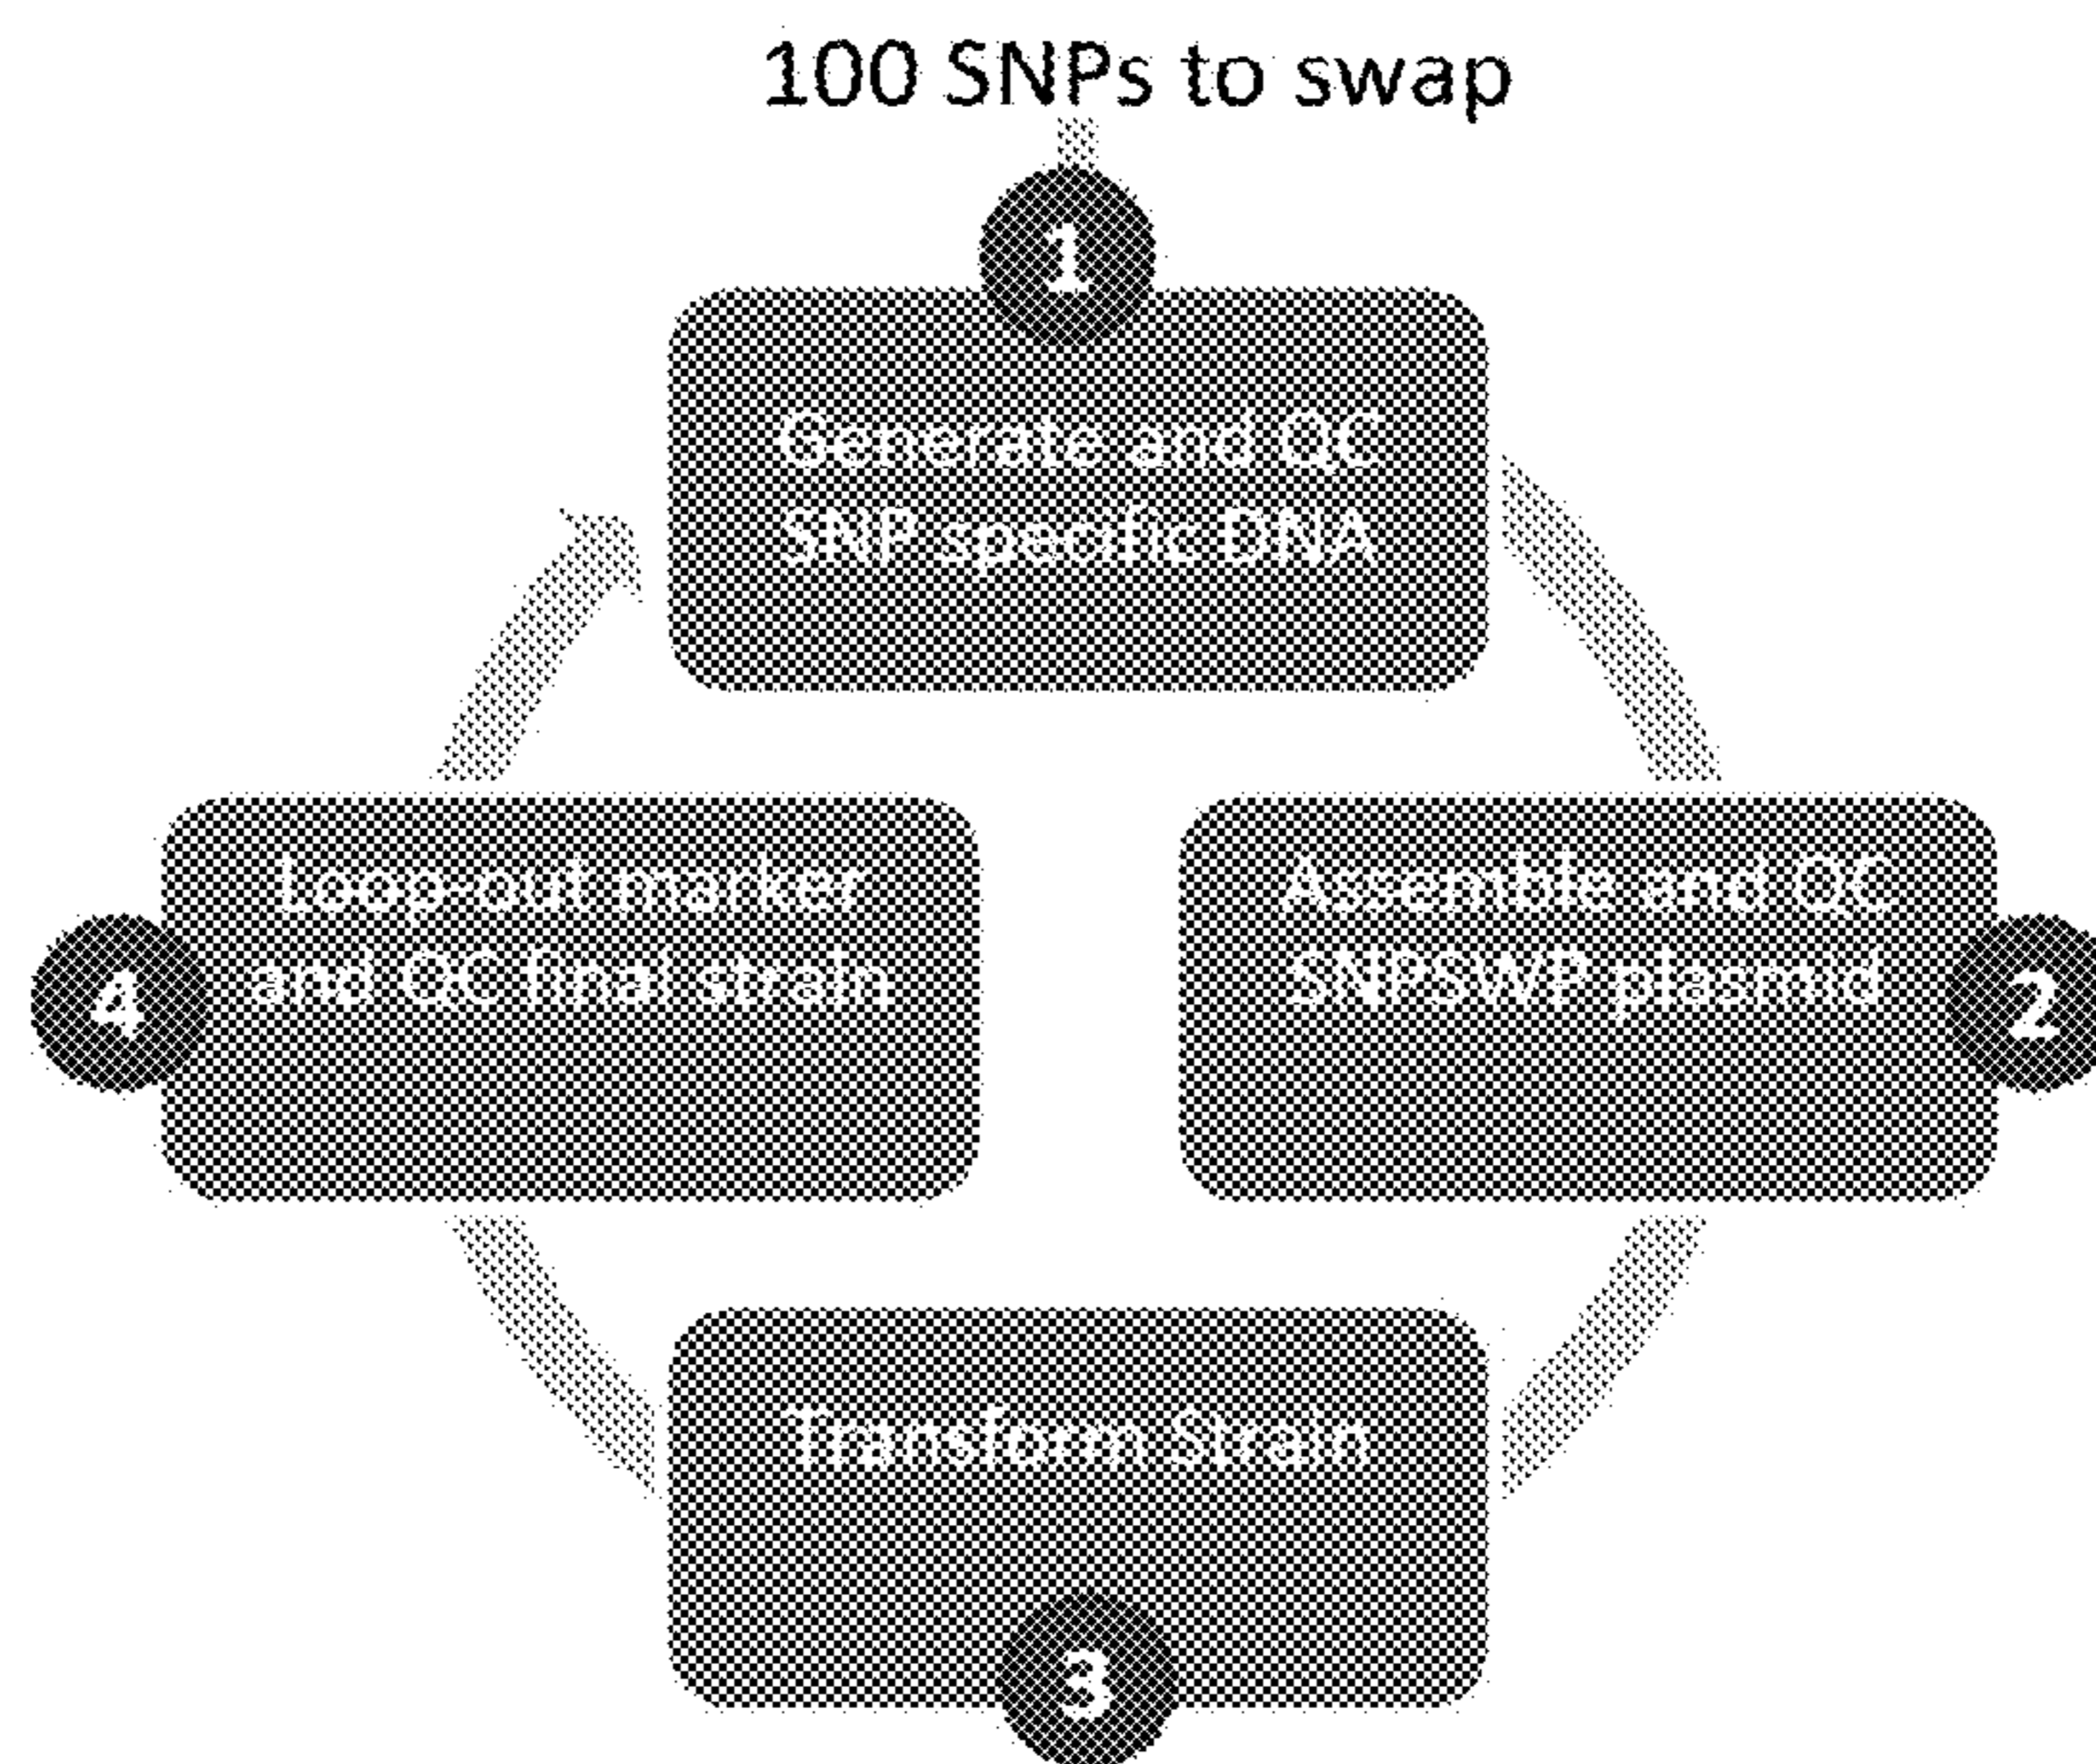 100 SNPs to swap
1
Generate and QC
SNP specific DNA
Assemble and QC
SNPSWP plasmid
2
Transform Strain
3
Loop-out marker
and QC final strain
4